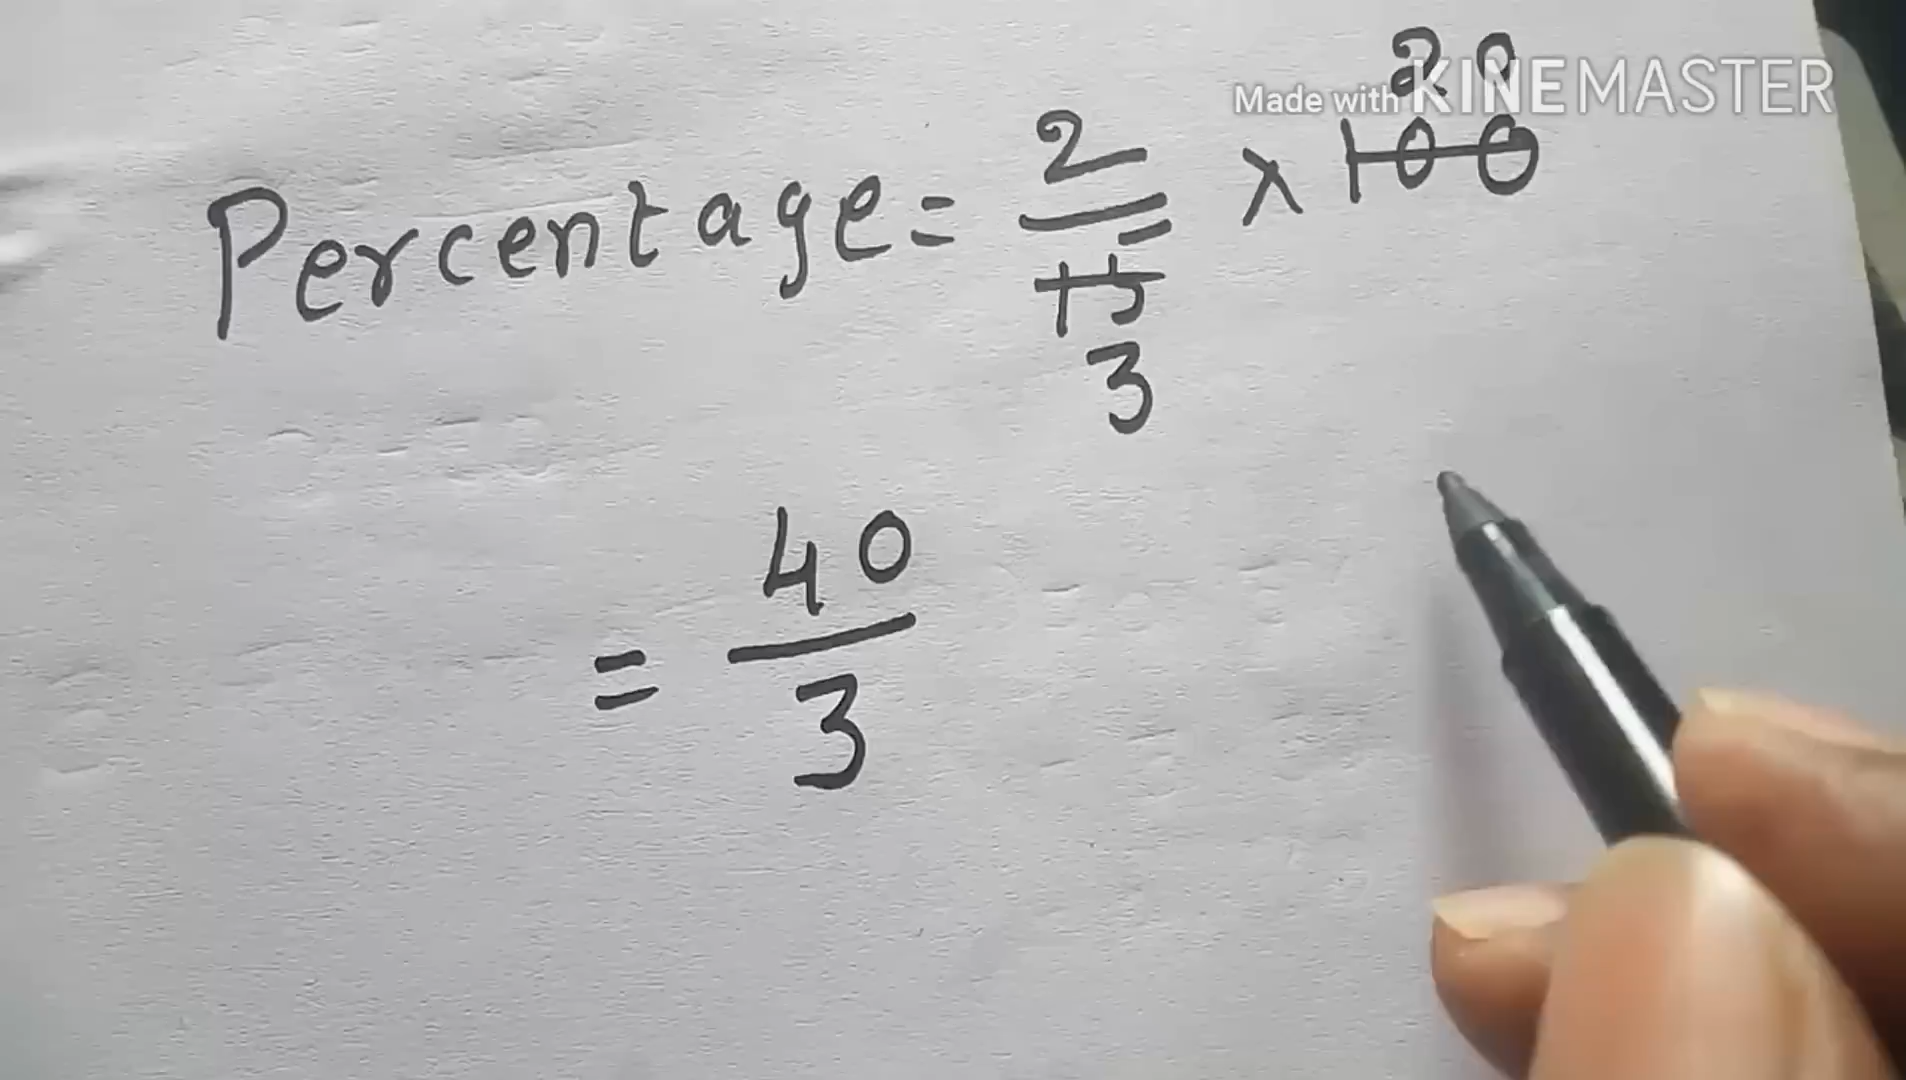 Made with KINEMASTER
20
Percentage = 2/15 × 100
3
= 40/3